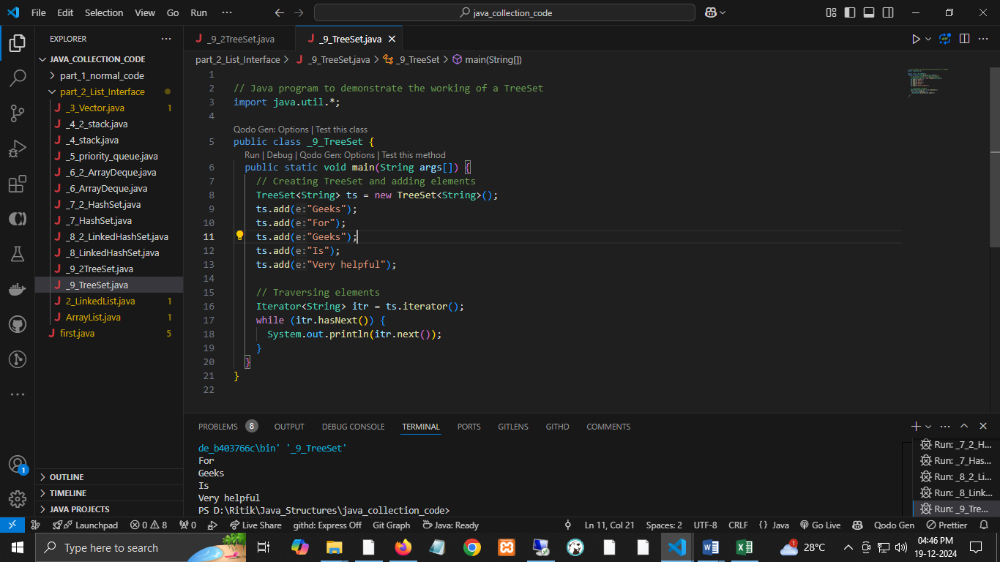 File Edit Selection View Go Run ··· java_collection_code
EXPLORER ···
JAVA_COLLECTION_CODE
part_1_normal_code
part_2_List_Interface
_3_Vector.java 1
_4_2_stack.java
_4_stack.java
_5_priority_queue.java
_6_2_ArrayDeque.java
_6_ArrayDeque.java
_7_2_HashSet.java
_7_HashSet.java
_8_2_LinkedHashSet.java
_8_LinkedHashSet.java
_9_2TreeSet.java
_9_TreeSet.java
2_LinkedList.java 1
ArrayList.java 1
first.java 5
OUTLINE
TIMELINE
JAVA PROJECTS
_9_2TreeSet.java _9_TreeSet.java
part_2_List_Interface > _9_TreeSet.java > _9_TreeSet > main(String[])
1
2 // Java program to demonstrate the working of a TreeSet
3 import java.util.*;
4
Qodo Gen: Options | Test this class
5 public class _9_TreeSet {
Run | Debug | Qodo Gen: Options | Test this method
6 public static void main(String args[]) {
7 // Creating TreeSet and adding elements
8 TreeSet<String> ts = new TreeSet<String>();
9 ts.add(e:"Geeks");
10 ts.add(e:"For");
11 ts.add(e:"Geeks");
12 ts.add(e:"Is");
13 ts.add(e:"Very helpful");
14
15 // Traversing elements
16 Iterator<String> itr = ts.iterator();
17 while (itr.hasNext()) {
18 System.out.println(itr.next());
19 }
20 }
21 }
22
PROBLEMS 8 OUTPUT DEBUG CONSOLE TERMINAL PORTS GITLENS GITHD COMMENTS
de_b403766c\bin' '_9_TreeSet'
For
Geeks
Is
Very helpful
PS D:\Ritik\Java_Structures\java_collection_code>
Run: _7_2_H...
Run: _7_Has...
Run: _8_2_Li...
Run: _8_Link...
Run: _9_Tre...
1
Launchpad 0 8 0 Live Share githd: Express Off Git Graph Java: Ready Ln 11, Col 21 Spaces: 2 UTF-8 CRLF {} Java Go Live Qodo Gen Prettier
Type here to search 1 28°C 04:46 PM
19-12-2024